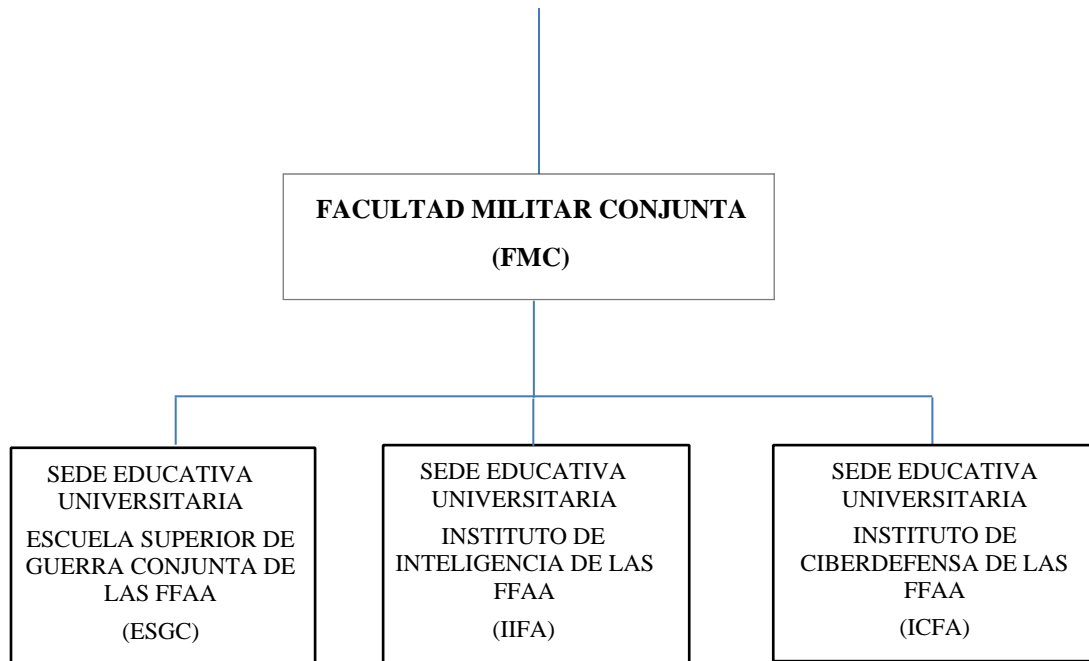 FACULTAD MILITAR CONJUNTA
(FMC)
SEDE EDUCATIVA
UNIVERSITARIA
ESCUELA SUPERIOR DE
GUERRA CONJUNTA DE
LAS FFAA
(ESGC)
SEDE EDUCATIVA
UNIVERSITARIA
INSTITUTO DE
INTELIGENCIA DE LAS
FFAA
(IIFA)
SEDE EDUCATIVA
UNIVERSITARIA
INSTITUTO DE
CIBERDEFENSA DE LAS
FFAA
(ICFA)